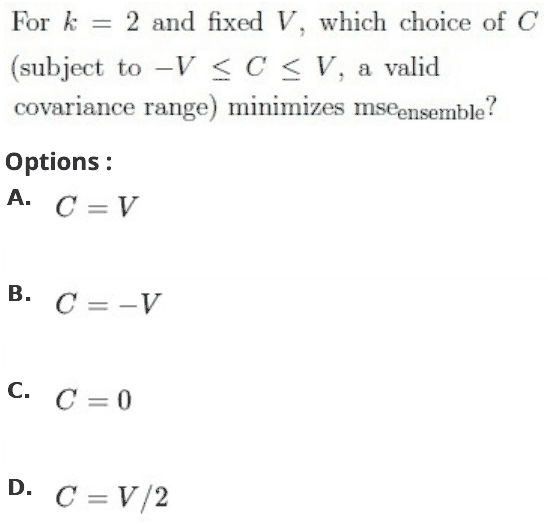 For k = 2 and fixed V, which choice of C
(subject to −V ≤ C ≤ V, a valid
covariance range) minimizes mse_ensemble?
Options :
A. C = V
B. C = −V
C. C = 0
D. C = V/2